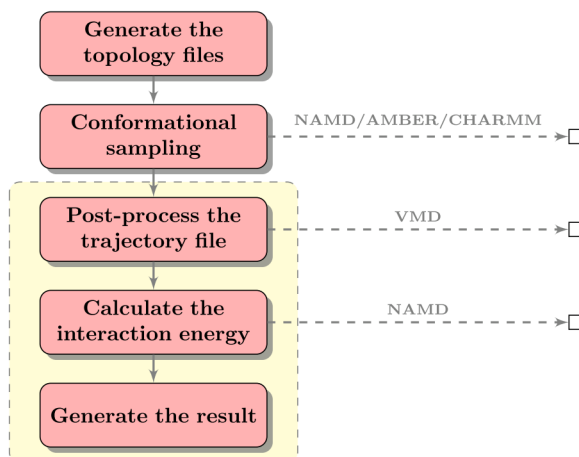 Generate the
topology files
Conformational
sampling
NAMD/AMBER/CHARMM
Post-process the
trajectory file
VMD
Calculate the
interaction energy
NAMD
Generate the result